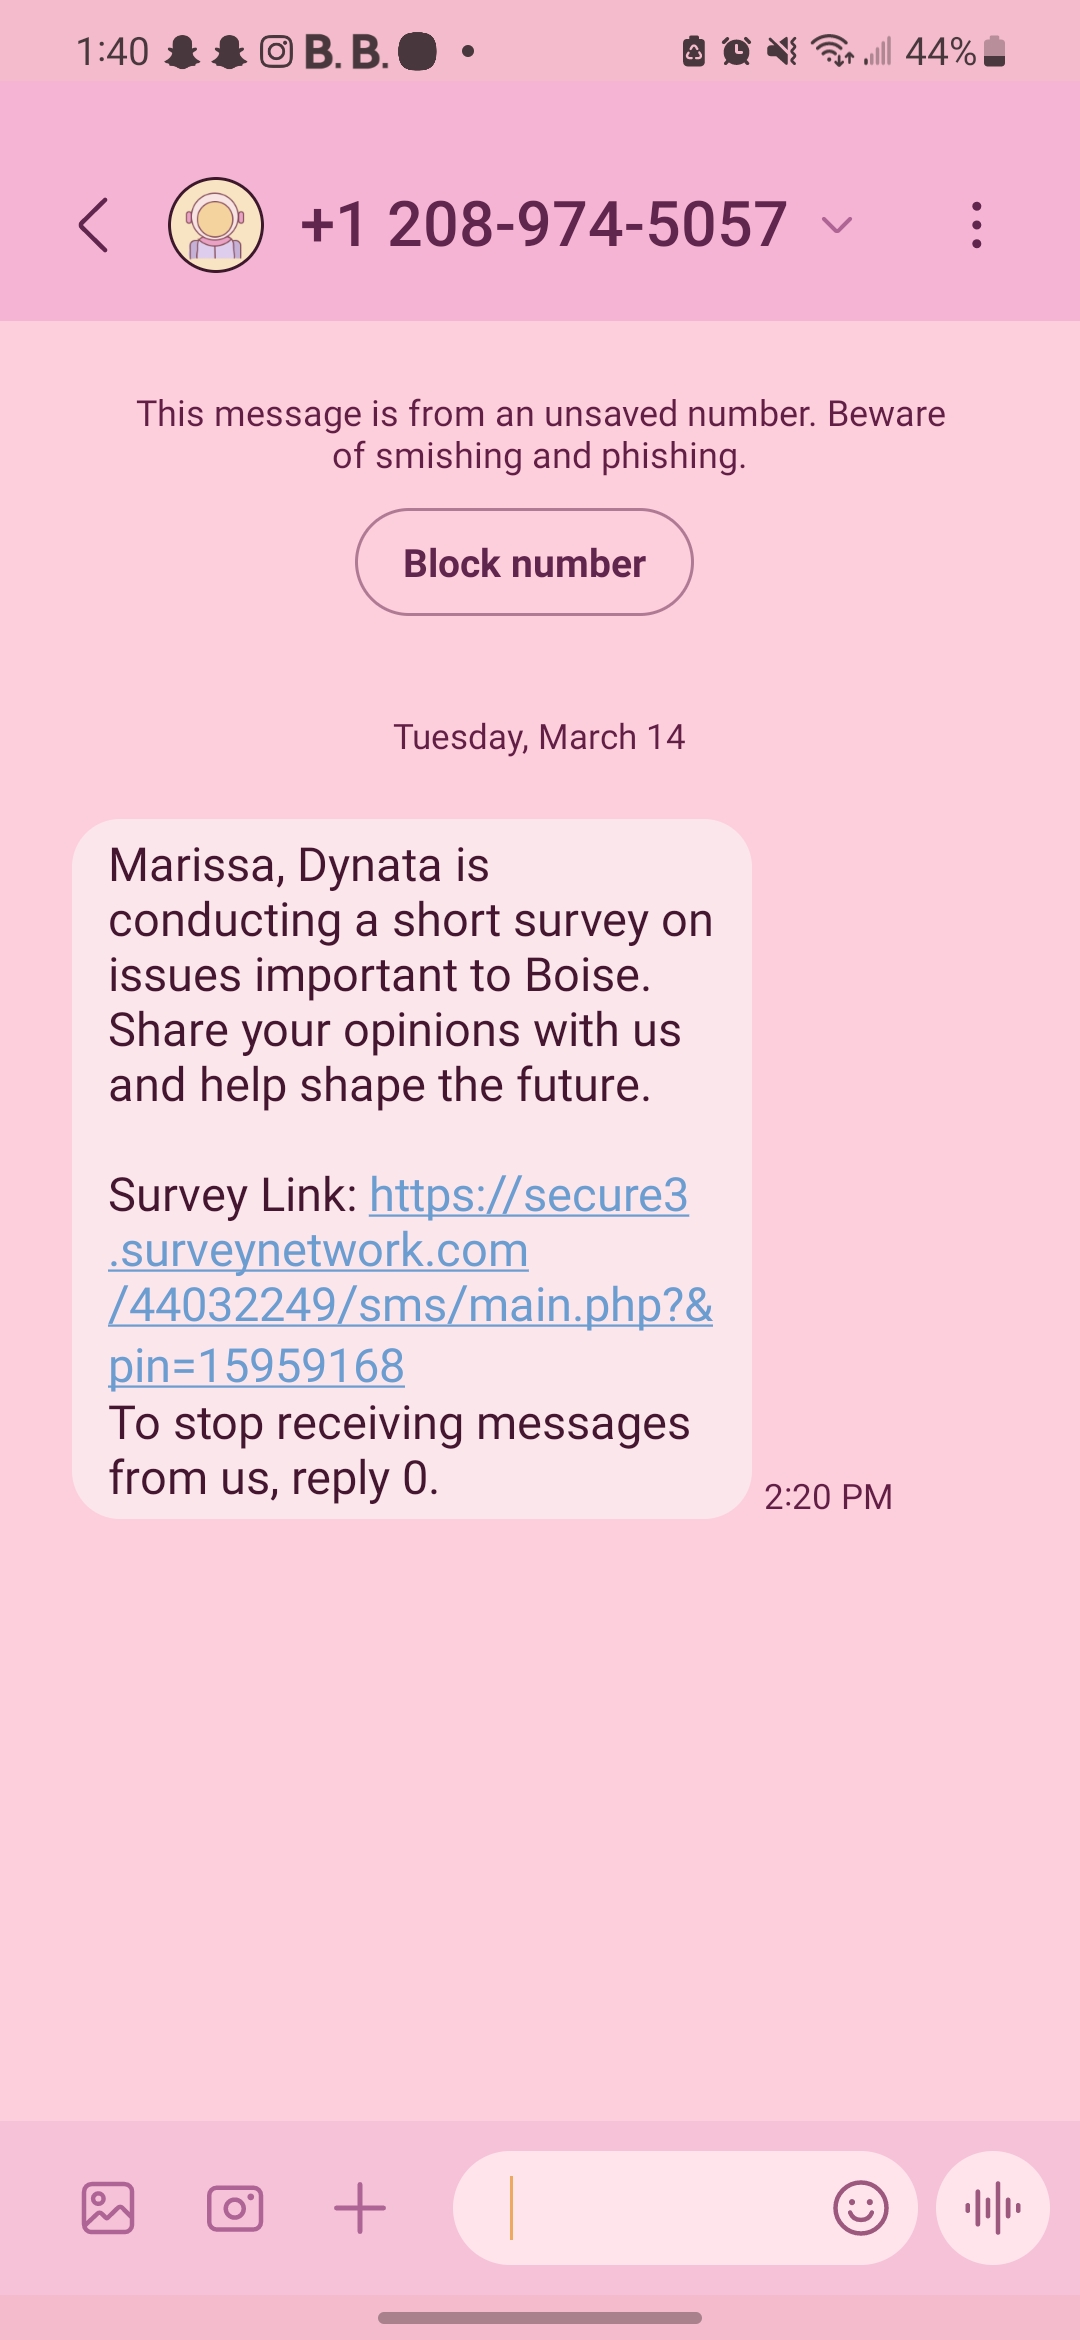 1:40 B. B. 44%
+1 208-974-5057
This message is from an unsaved number. Beware
of smishing and phishing.
Block number
Tuesday, March 14
Marissa, Dynata is
conducting a short survey on
issues important to Boise.
Share your opinions with us
and help shape the future.
Survey Link: https://secure3
.surveynetwork.com
/44032249/sms/main.php?&
pin=15959168
To stop receiving messages
from us, reply 0.
2:20 PM